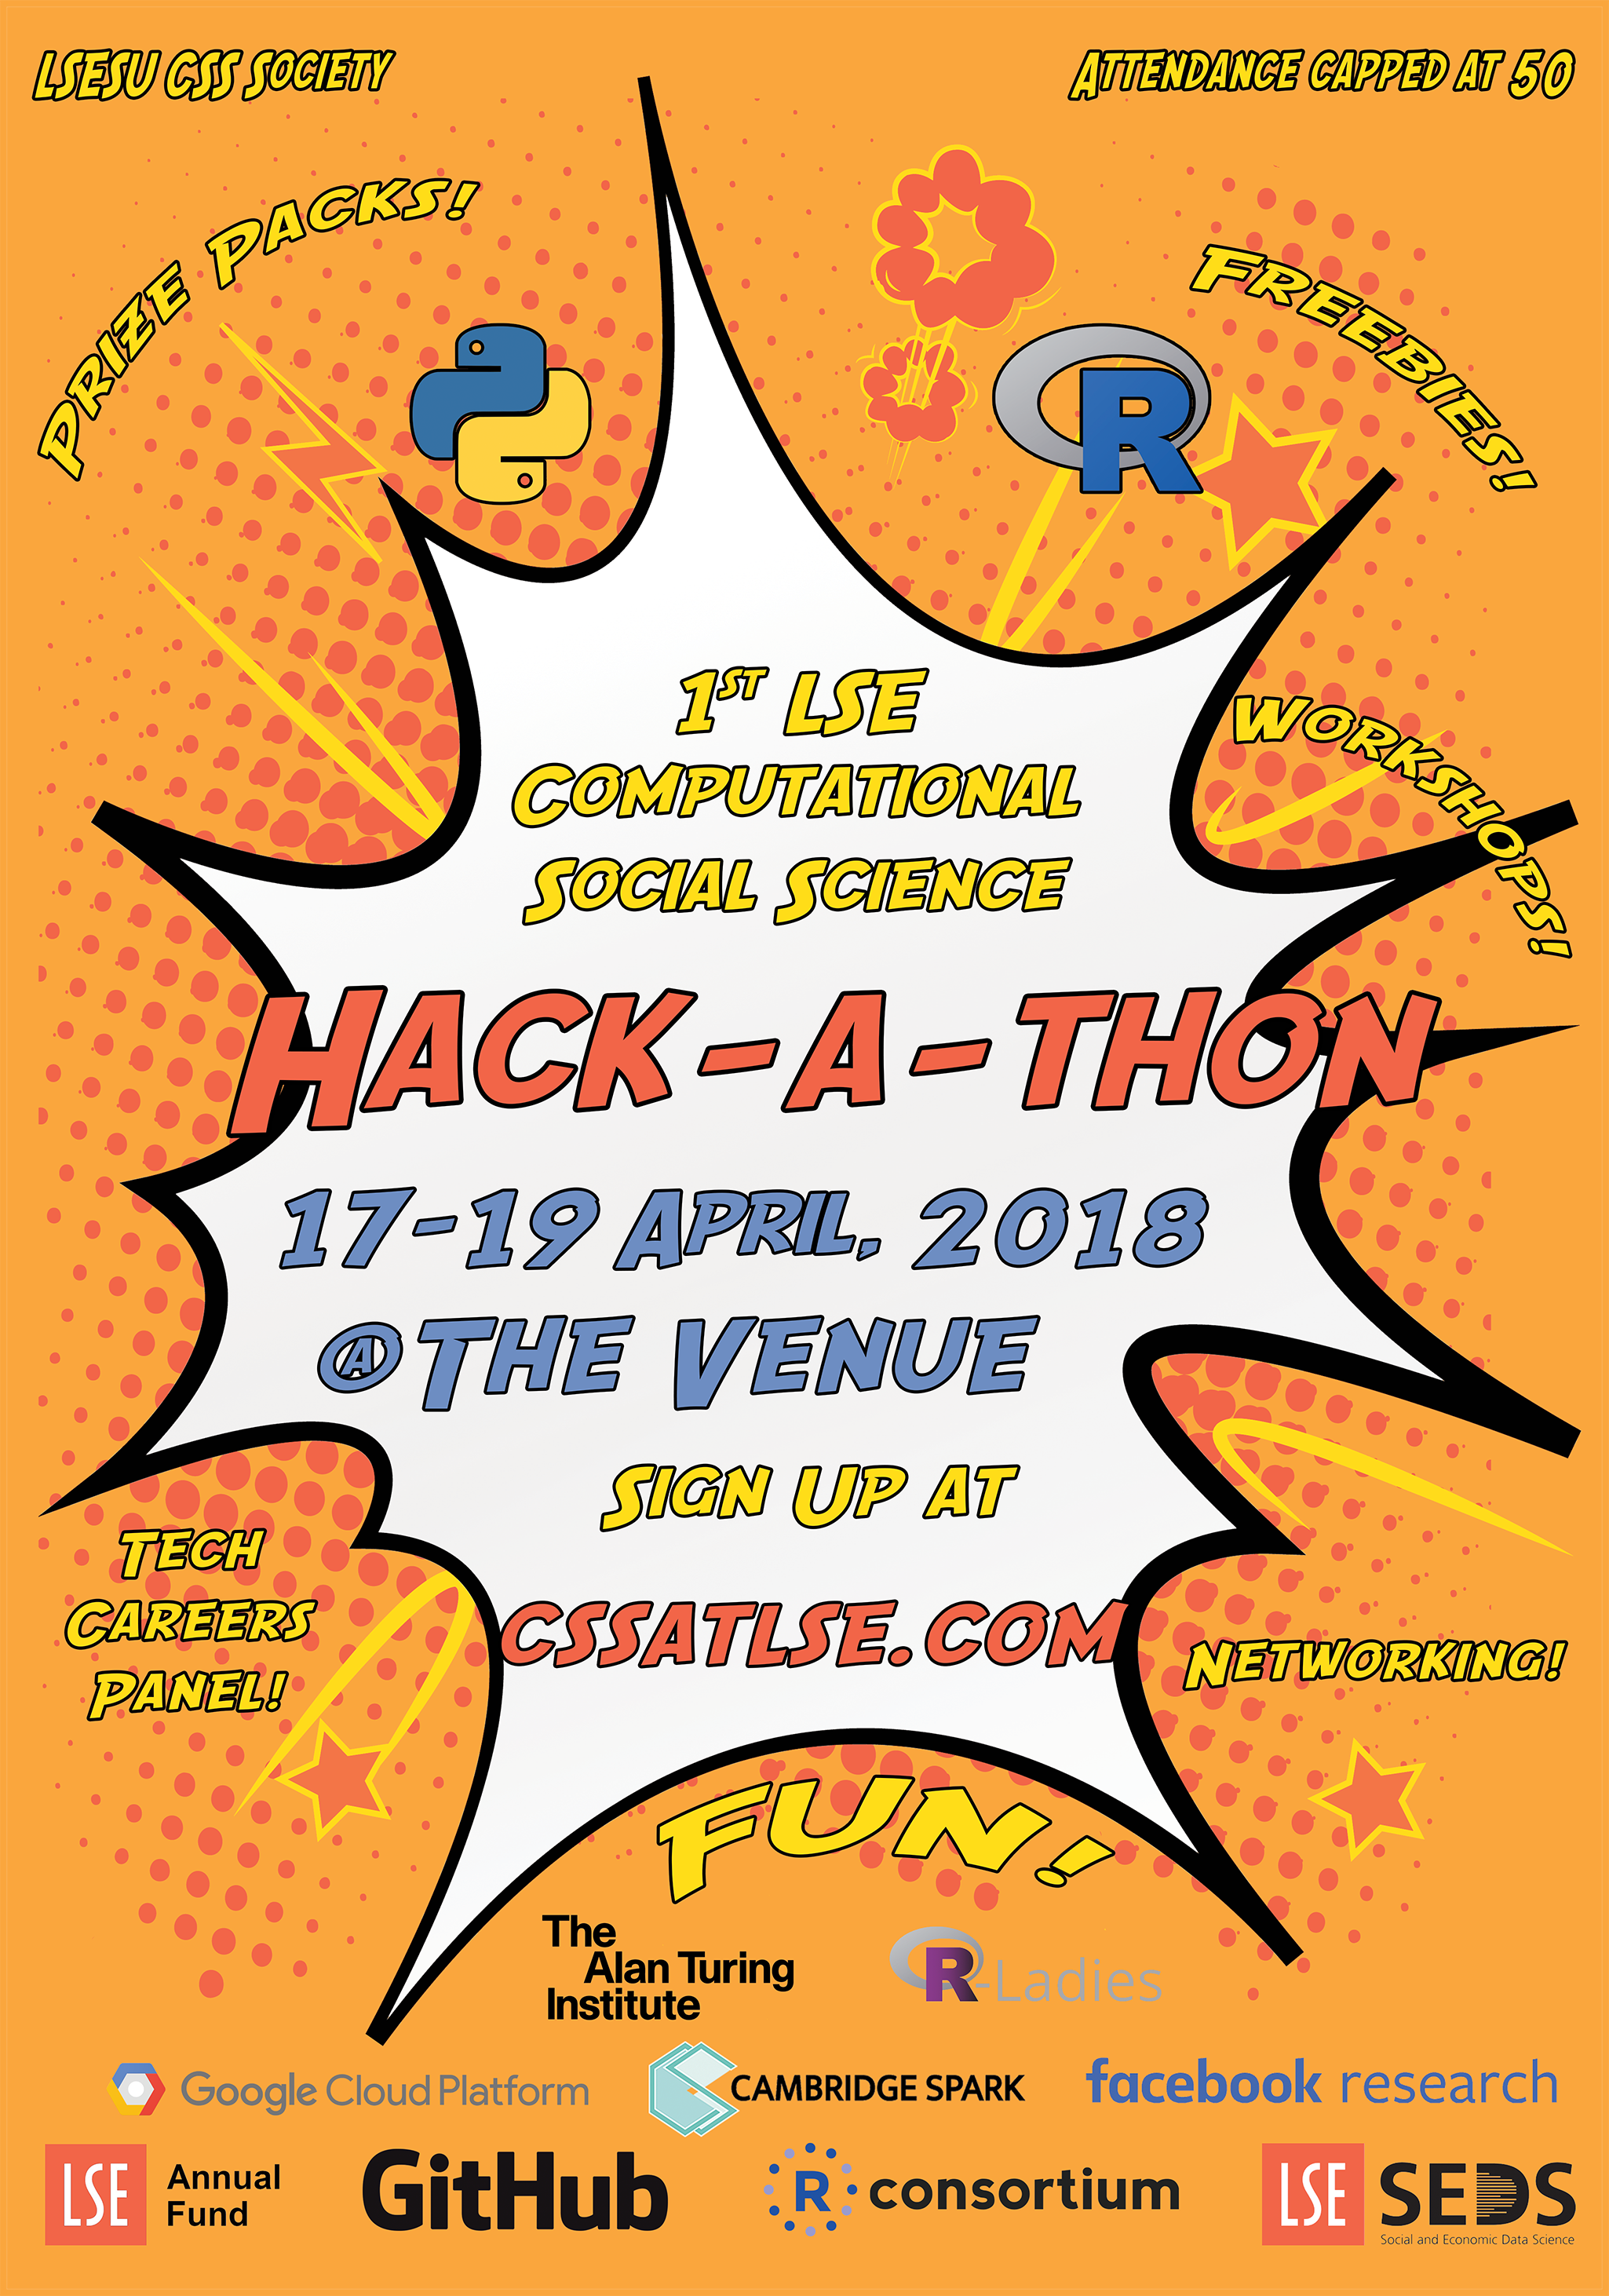 LSESU CSS Society
Attendance capped at 50
Prize Packs!
Freebies!
R
1st LSE
Computational
Social Science
Workshops!
Hack-a-thon
17-19 April, 2018
@The Venue
Sign Up at
cssatlse.com
Tech
Careers
Panel!
Networking!
Fun!
The
Alan Turing
Institute
R-Ladies
Google Cloud Platform
CAMBRIDGE SPARK
facebook research
LSE
Annual
Fund
GitHub
R consortium
LSE
SEDS
Social and Economic Data Science